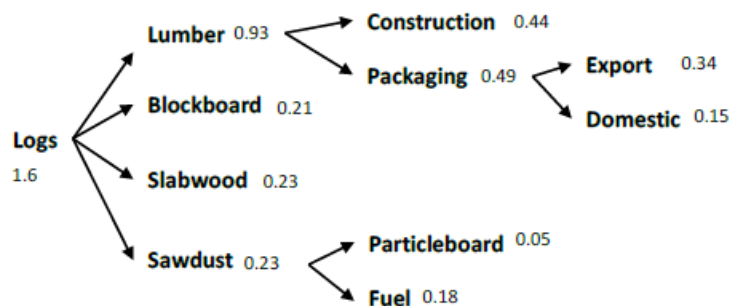 Lumber 0.93
Construction 0.44
Packaging 0.49
Export 0.34
Domestic 0.15
Blockboard 0.21
Logs
1.6
Slabwood 0.23
Sawdust 0.23
Particleboard 0.05
Fuel 0.18